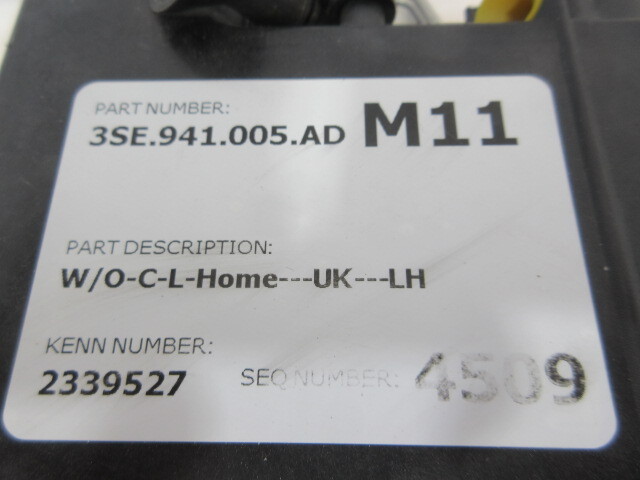 PART NUMBER:
3SE.941.005.AD M11
PART DESCRIPTION:
W/O-C-L-Home---UK---LH
KENN NUMBER:
2339527 SEQ NUMBER: 4509